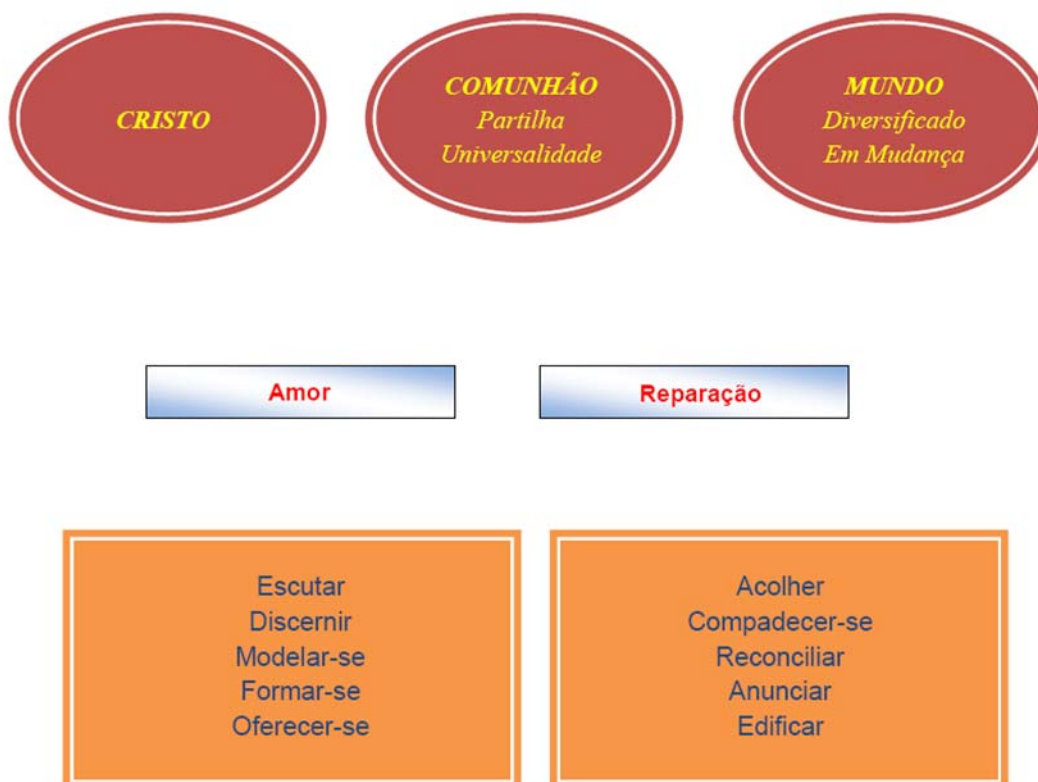 CRISTO
COMUNHÃO
Partilha
Universalidade
MUNDO
Diversificado
Em Mudança
Amor
Reparação
Escutar
Discernir
Modelar-se
Formar-se
Oferecer-se
Acolher
Compadecer-se
Reconciliar
Anunciar
Edificar